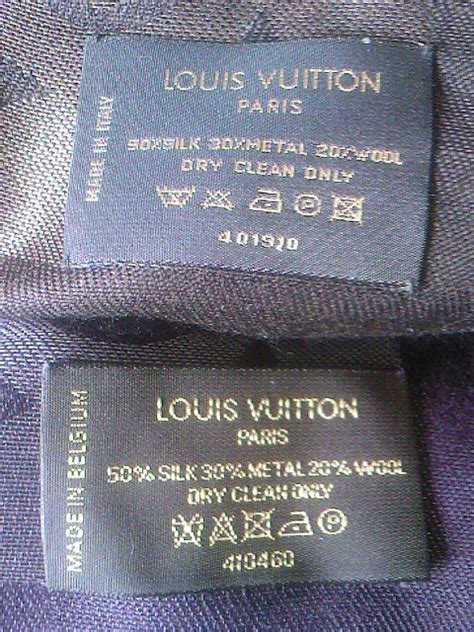 LOUIS VUITTON
PARIS
MADE IN ITALY
50%SILK 30%METAL 20%WOOL
DRY CLEAN ONLY
LOUIS VUITTON
PARIS
MADE IN BELGIUM
50% SILK 30% METAL 20% WOOL
DRY CLEAN ONLY
410460